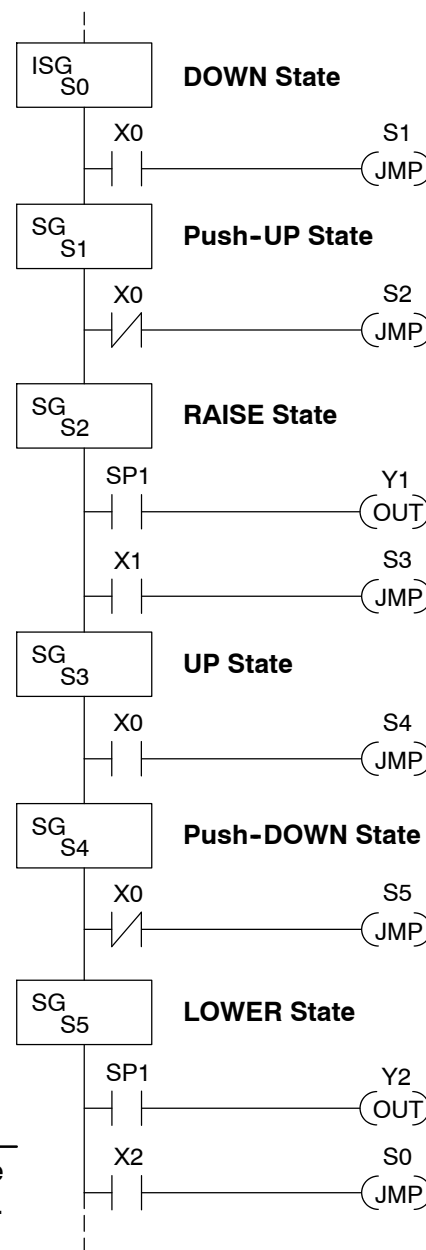 ISG
S0
DOWN State
X0
S1
JMP
SG
S1
Push-UP State
X0
S2
JMP
SG
S2
RAISE State
SP1
Y1
OUT
X1
S3
JMP
SG
S3
UP State
X0
S4
JMP
SG
S4
Push-DOWN State
X0
S5
JMP
SG
S5
LOWER State
SP1
Y2
OUT
X2
S0
JMP
e
.